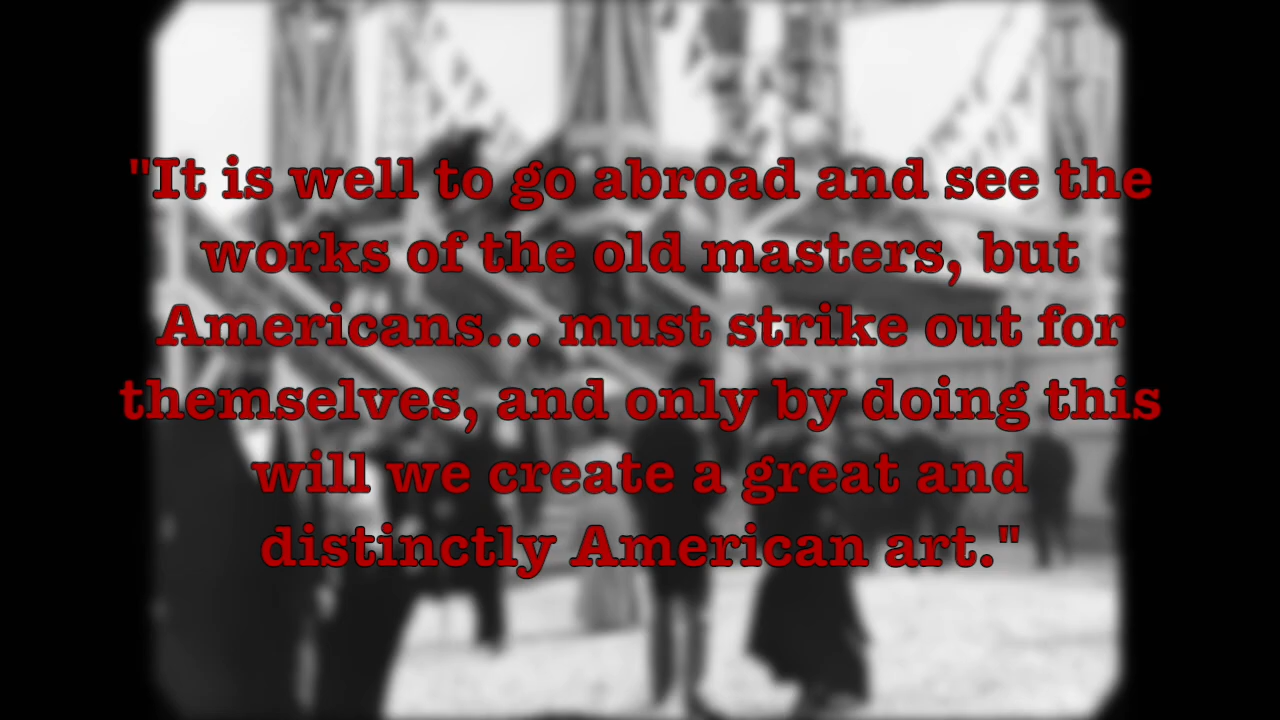 "It is well to go abroad and see the
works of the old masters, but
Americans... must strike out for
themselves, and only by doing this
will we create a great and
distinctly American art."